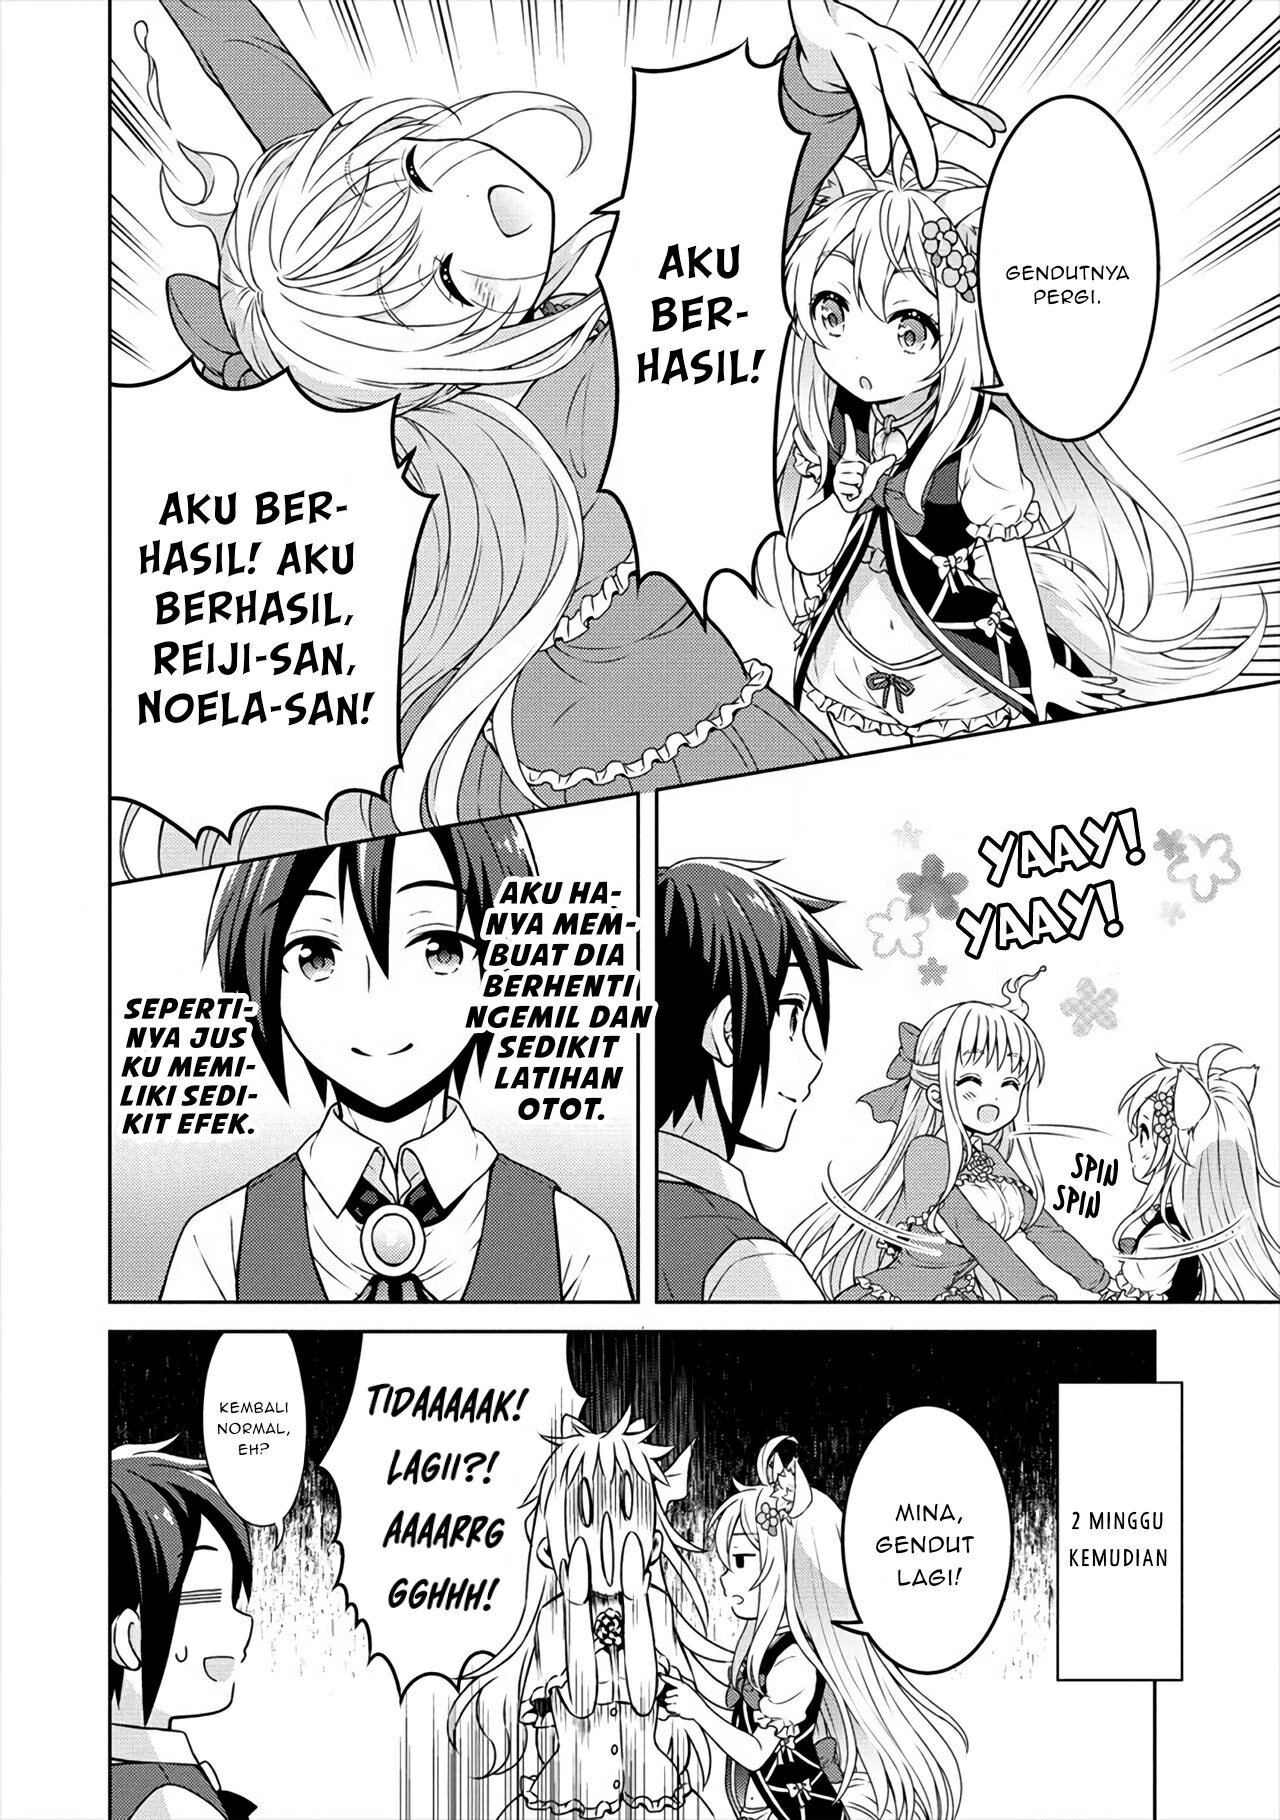 GENDUTNYA
PERGI.
AKU
BER-
HASIL!
AKU BER-
HASIL! AKU
BERHASIL,
REIJI-SAN,
NOELA-SAN!
YAAY!
YAAY!
SPIN
SPIN
AKU HA-
NYA MEM-
BUAT DIA
BERHENTI
NGEMIL DAN
SEDIKIT
LATIHAN
OTOT.
SEPERTI-
NYA JUS
KU MEMI-
LIKI SEDI-
KIT EFEK.
2 MINGGU
KEMUDIAN
MINA,
GENDUT
LAGI!
TIDAAAAAK!
LAGII?!
AAAARRG
GGHHH!
KEMBALI
NORMAL,
EH?